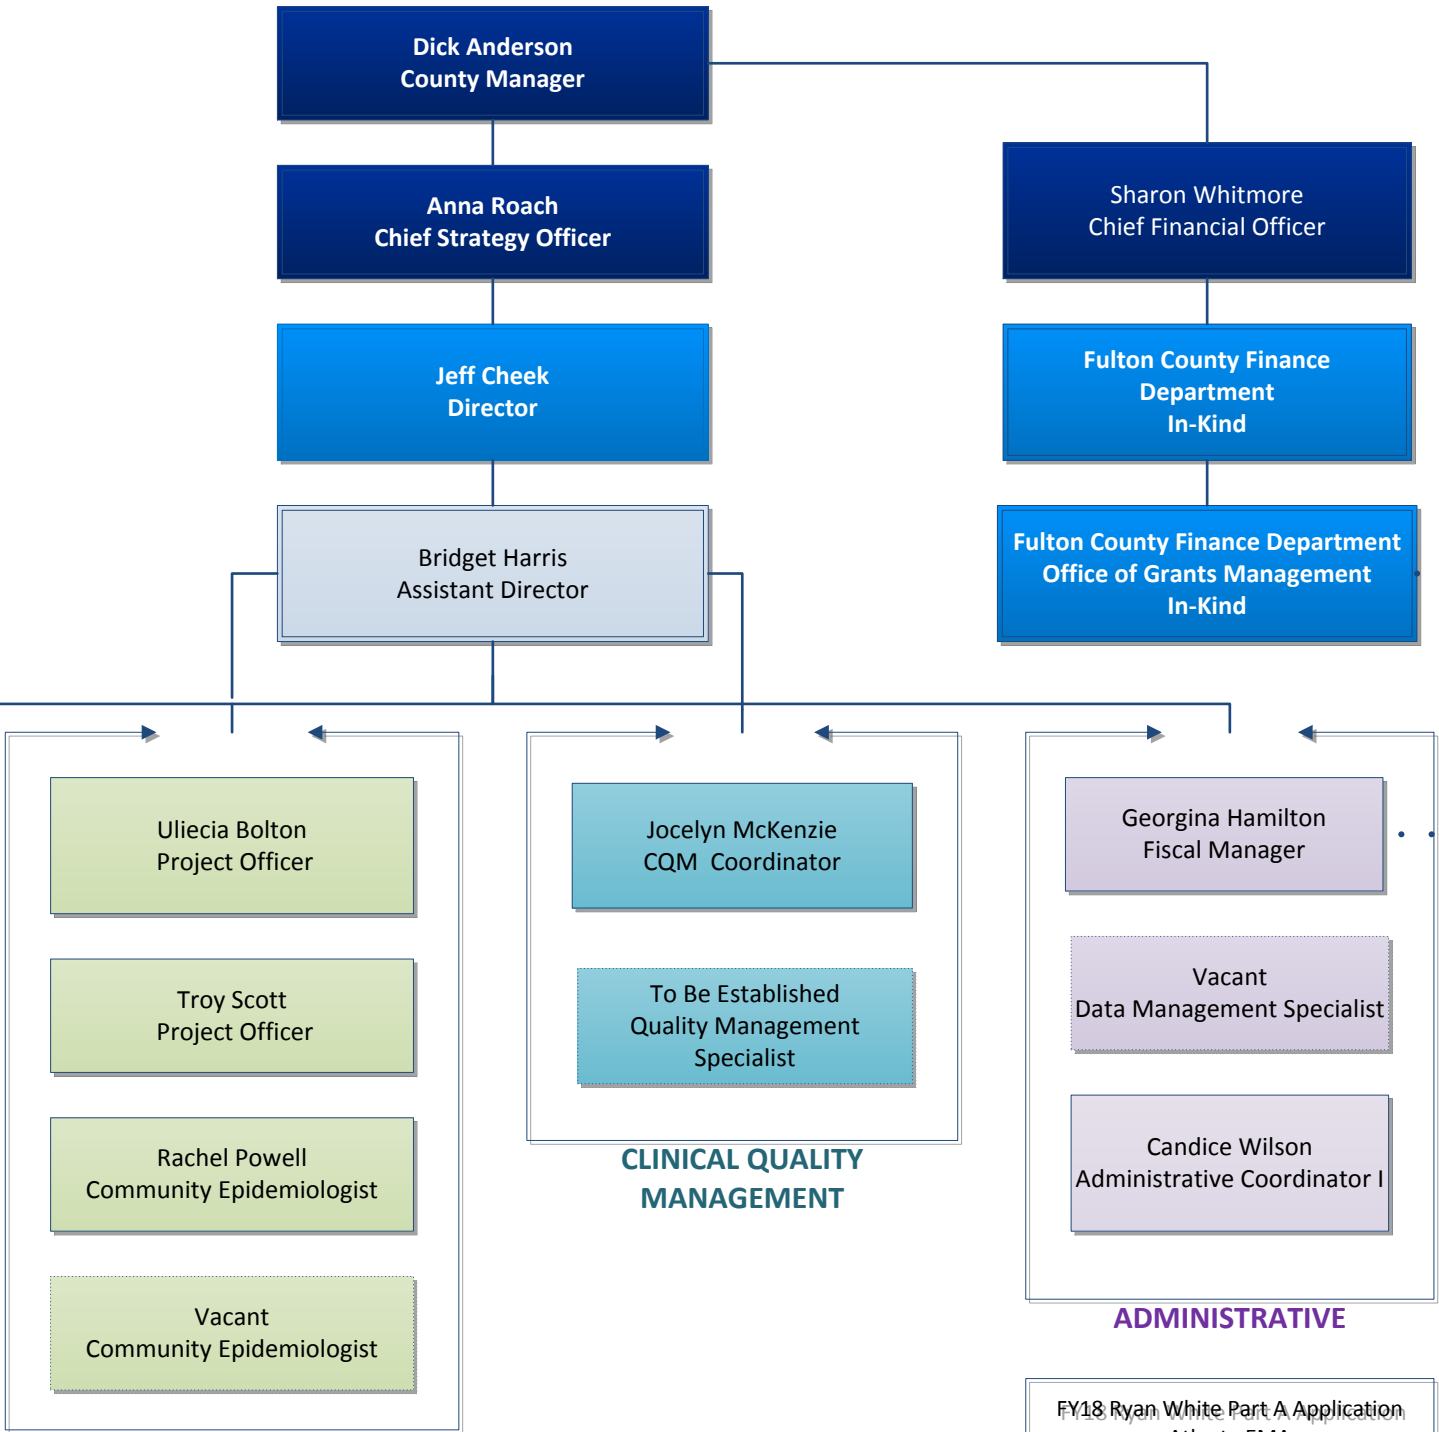 Dick Anderson
County Manager
Anna Roach
Chief Strategy Officer
Sharon Whitmore
Chief Financial Officer
Jeff Cheek
Director
Fulton County Finance
Department
In-Kind
Bridget Harris
Assistant Director
Fulton County Finance Department
Office of Grants Management
In-Kind
Uliecia Bolton
Project Officer
Troy Scott
Project Officer
Rachel Powell
Community Epidemiologist
Vacant
Community Epidemiologist
Jocelyn McKenzie
CQM Coordinator
To Be Established
Quality Management
Specialist
CLINICAL QUALITY
MANAGEMENT
Georgina Hamilton
Fiscal Manager
Vacant
Data Management Specialist
Candice Wilson
Administrative Coordinator I
ADMINISTRATIVE
FY18 Ryan White Part A Application